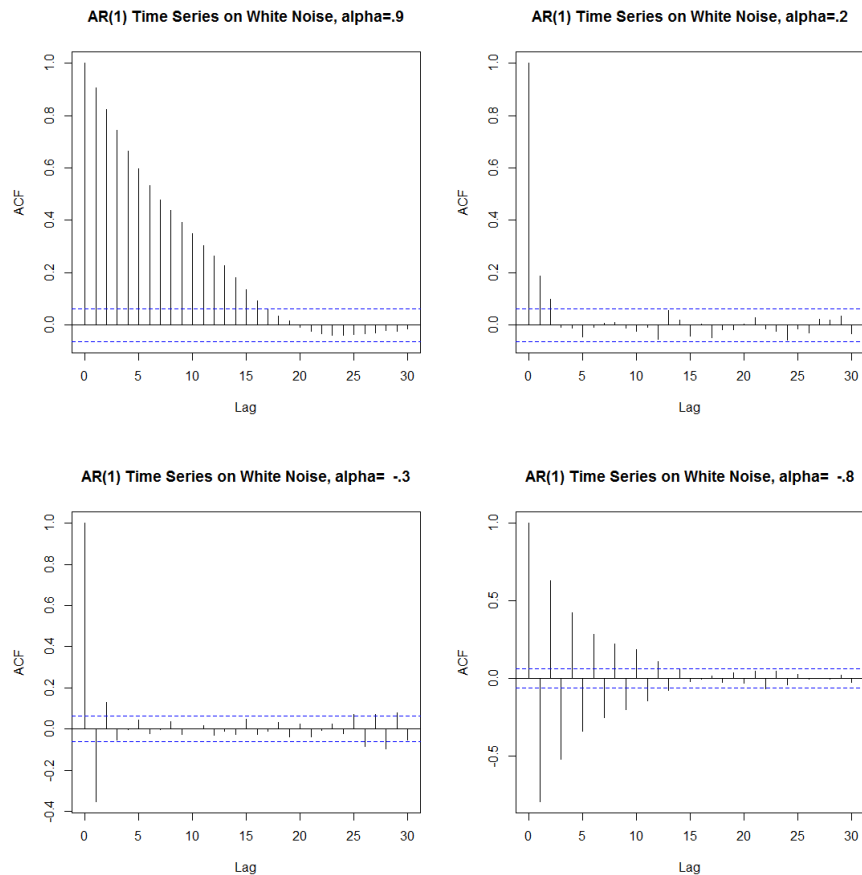 AR(1) Time Series on White Noise, alpha=.9
ACF
1.0
0.8
0.6
0.4
0.2
0.0
0 5 10 15 20 25 30
Lag
AR(1) Time Series on White Noise, alpha=.2
ACF
1.0
0.8
0.6
0.4
0.2
0.0
0 5 10 15 20 25 30
Lag
AR(1) Time Series on White Noise, alpha= -.3
ACF
1.0
0.8
0.6
0.4
0.2
0.0
-0.2
-0.4
0 5 10 15 20 25 30
Lag
AR(1) Time Series on White Noise, alpha= -.8
ACF
1.0
0.5
0.0
-0.5
0 5 10 15 20 25 30
Lag